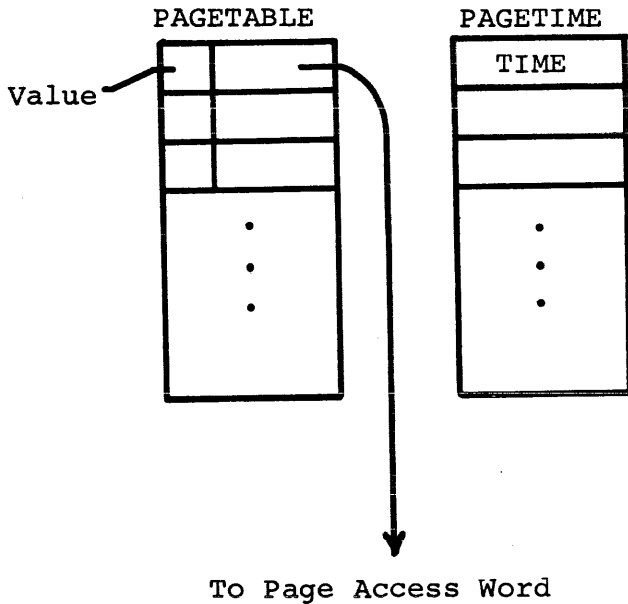 PAGETABLE
PAGETIME
TIME
Value
To Page Access Word